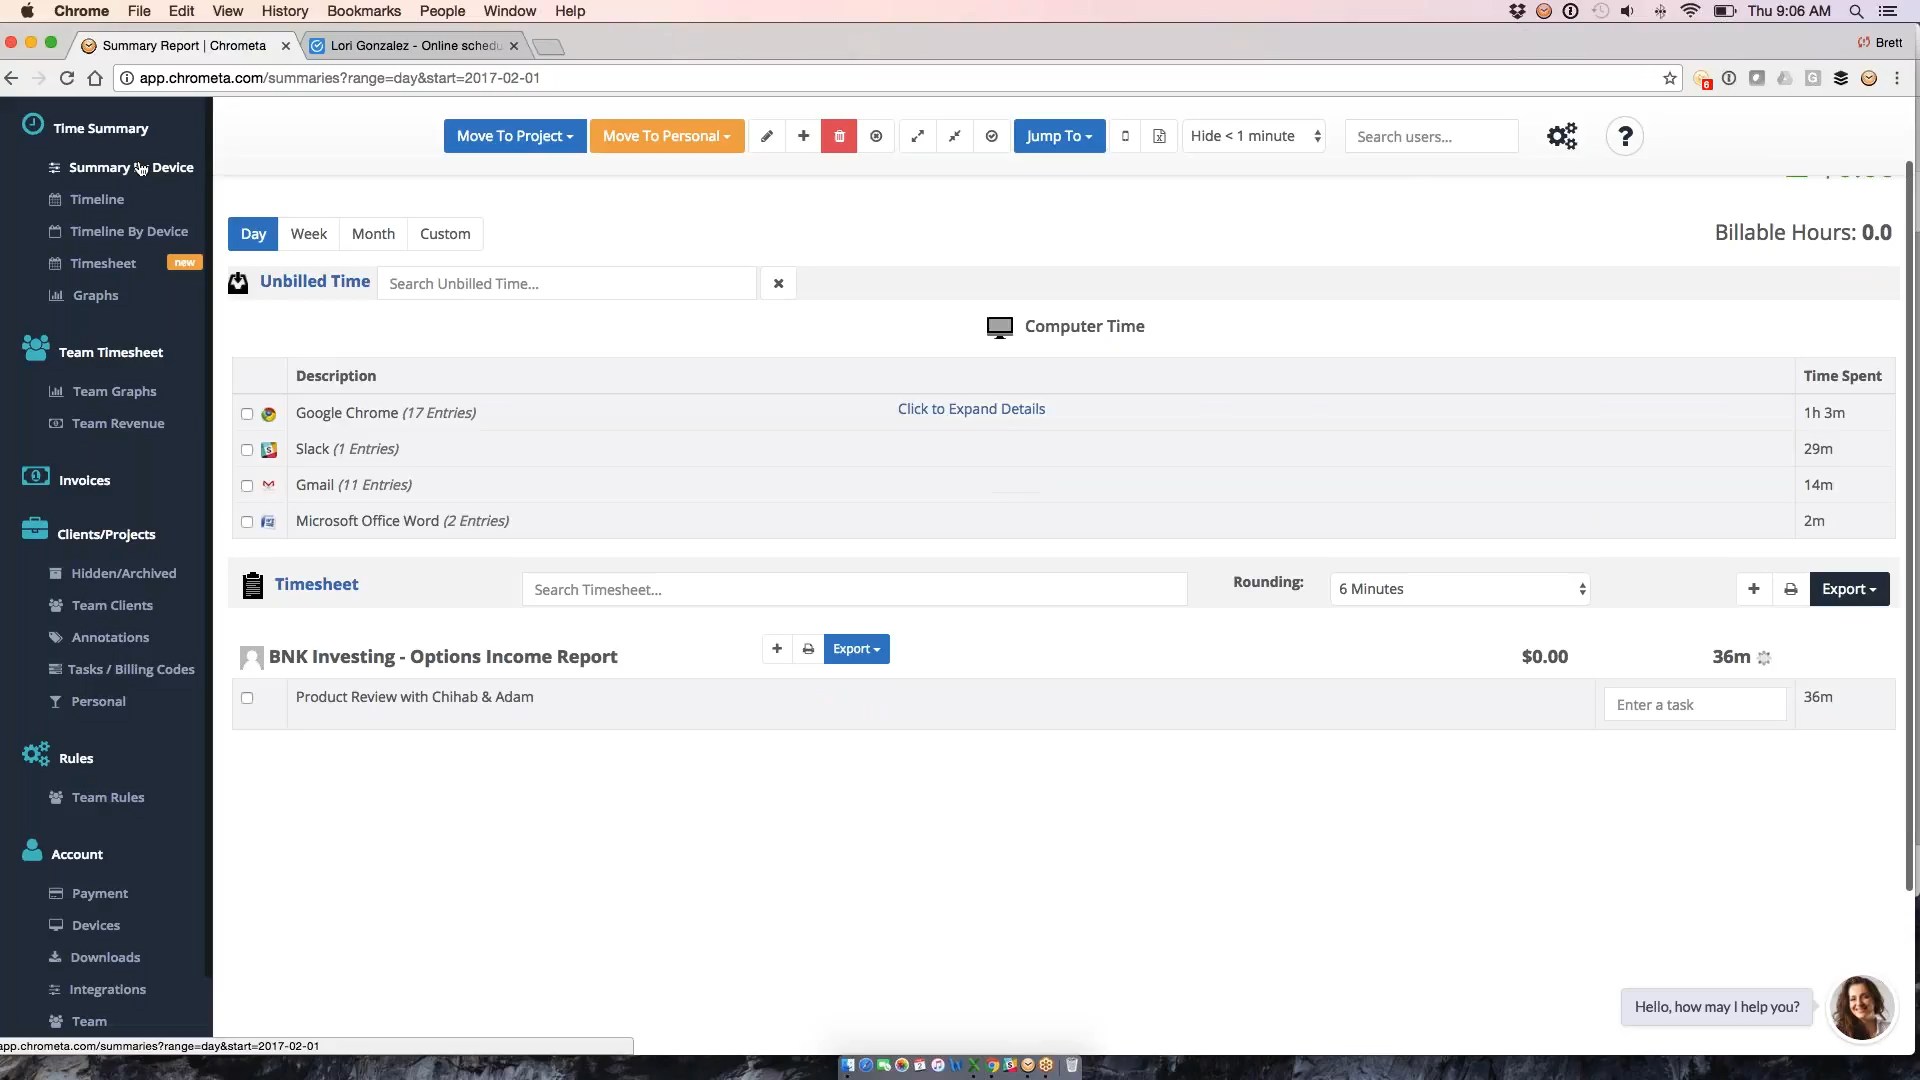 Chrome File Edit View History Bookmarks People Window Help Thu 9:06 AM
Summary Report | Chrometa Lori Gonzalez - Online schedu Brett
app.chrometa.com/summaries?range=day&start=2017-02-01 6
Time Summary
Summary Device
Timeline
Timeline By Device
Timesheet new
Graphs
Team Timesheet
Team Graphs
Team Revenue
Invoices
Clients/Projects
Hidden/Archived
Team Clients
Annotations
Tasks / Billing Codes
Personal
Rules
Team Rules
Account
Payment
Devices
Downloads
Integrations
Team
Move To Project Move To Personal Jump To Hide < 1 minute Search users... ?
Day Week Month Custom Billable Hours: 0.0
Unbilled Time Search Unbilled Time...
Computer Time
Description Time Spent
Google Chrome (17 Entries) Click to Expand Details 1h 3m
Slack (1 Entries) 29m
Gmail (11 Entries) 14m
Microsoft Office Word (2 Entries) 2m
Timesheet Search Timesheet... Rounding: 6 Minutes Export
BNK Investing - Options Income Report Export $0.00 36m
Product Review with Chihab & Adam Enter a task 36m
Hello, how may I help you?
app.chrometa.com/summaries?range=day&start=2017-02-01